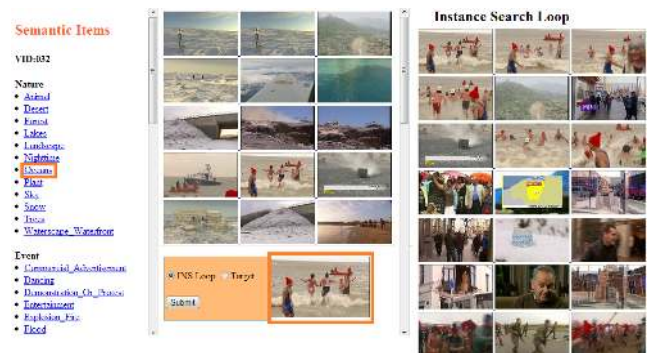 Semantic Items
VID:032
Nature
Animal
Desert
Forest
Lakes
Landscape
Nighttime
Oceans
Plant
Sky
Snow
Trees
Waterscape_Waterfront
Event
Commercial_Advertisement
Dancing
Demonstration_Or_Protest
Entertainment
Explosion_Fire
Flood
INS Loop Target
Submit
Instance Search Loop